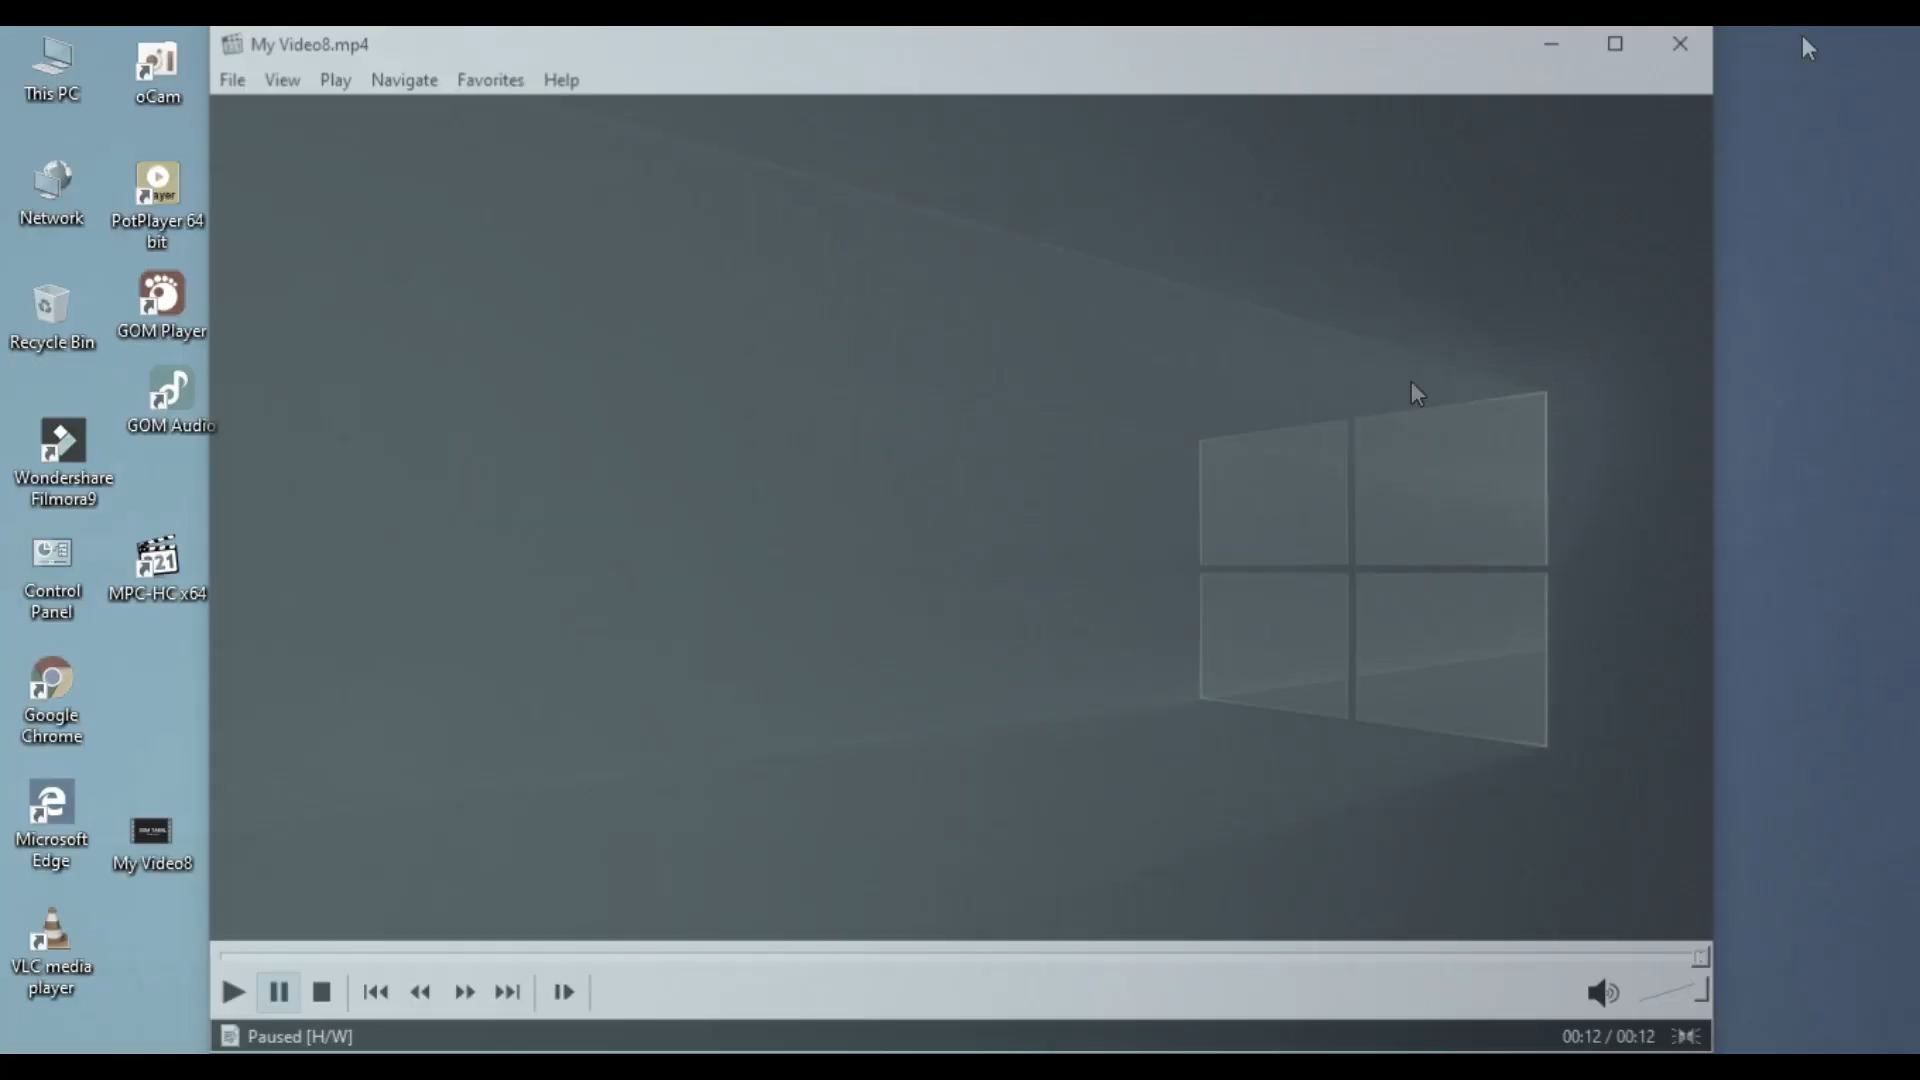 My Video8.mp4
File View Play Navigate Favorites Help
This PC
oCam
Network
PotPlayer 64
bit
Recycle Bin
GOM Player
GOM Audio
Wondershare
Filmora9
Control
Panel
MPC-HC x64
Google
Chrome
Microsoft
Edge
My Video8
VLC media
player
Paused [H/W]
00:12 / 00:12